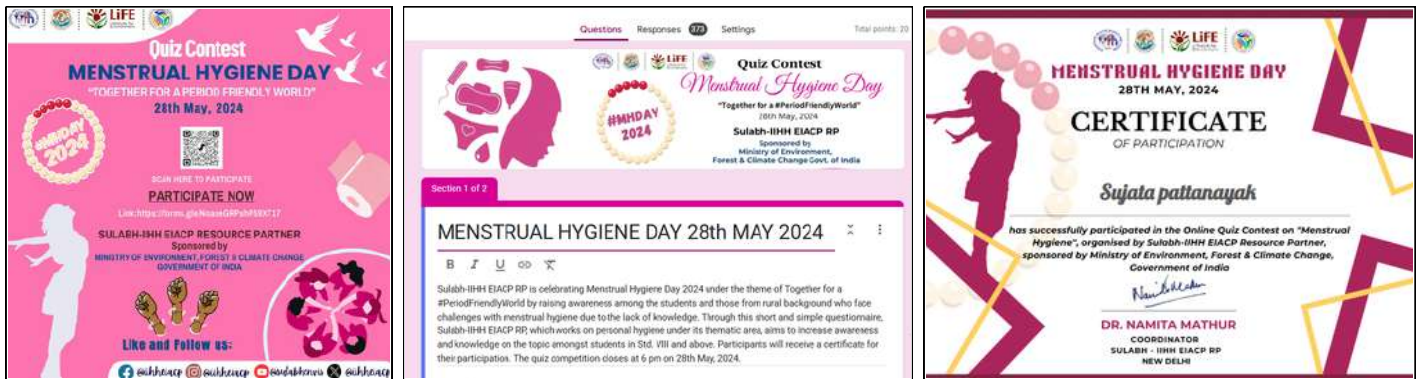 LiFE
Quiz Contest
MENSTRUAL HYGIENE DAY
"TOGETHER FOR A PERIOD FRIENDLY WORLD"
28th May, 2024
#MHDAY
2024
SCAN HERE TO PARTICIPATE
PARTICIPATE NOW
SULABH-IIHH EIACP RESOURCE PARTNER
Sponsored by
MINISTRY OF ENVIRONMENT, FOREST & CLIMATE CHANGE
GOVERNMENT OF INDIA
Like and Follow us:
@iihheiacp @iihheiacp @sulabhenvis @iihheiacp
Questions Responses 373 Settings Total points: 20
LiFE
Quiz Contest
Menstrual Hygiene Day
"Together for a #PeriodFriendlyWorld"
28th May, 2024
#MHDAY
2024
Sulabh-IIHH EIACP RP
Sponsored by
Ministry of Environment,
Forest & Climate Change Govt. of India
Section 1 of 2
MENSTRUAL HYGIENE DAY 28th MAY 2024
B I U
Sulabh-IIHH EIACP RP is celebrating Menstrual Hygiene Day 2024 under the theme of Together for a
#PeriodFriendlyWorld by raising awareness among the students and those from rural background who face
challenges with menstrual hygiene due to the lack of knowledge. Through this short and simple questionnaire,
Sulabh-IIHH EIACP RP, which works on personal hygiene under its thematic area, aims to increase awareness
and knowledge on the topic amongst students in Std. VIII and above. Participants will receive a certificate for
their participation. The quiz competition closes at 6 pm on 28th May, 2024.
LiFE
MENSTRUAL HYGIENE DAY
28TH MAY, 2024
CERTIFICATE
OF PARTICIPATION
Sujata pattanayak
has successfully participated in the Online Quiz Contest on "Menstrual
Hygiene", organised by Sulabh-IIHH EIACP Resource Partner,
sponsored by Ministry of Environment, Forest & Climate Change,
Government of India
DR. NAMITA MATHUR
COORDINATOR
SULABH - IIHH EIACP RP
NEW DELHI